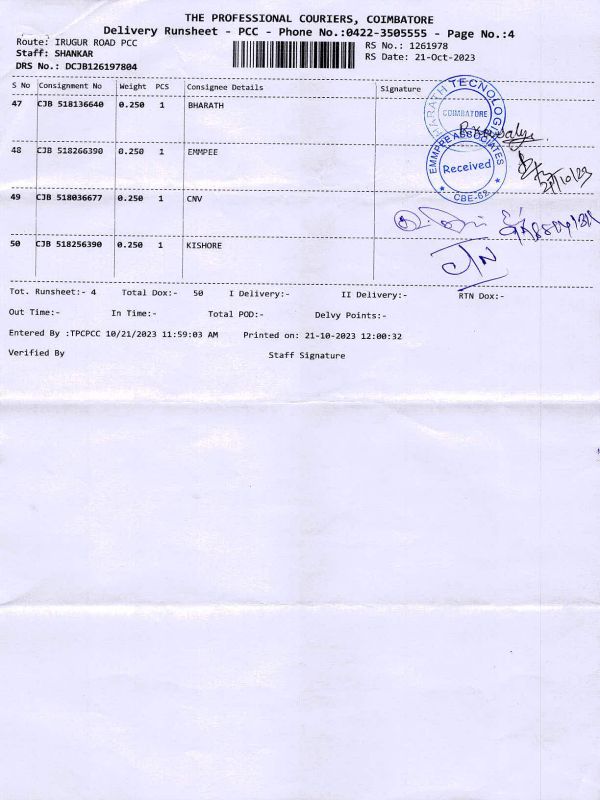 THE PROFESSIONAL COURIERS, COIMBATORE
Delivery Runsheet - PCC - Phone No.:0422-3505555 - Page No.:4
Route: IRUGUR ROAD PCC
RS No.: 1261978
Staff: SHANKAR
RS Date: 21-Oct-2023
DRS No.: DCJB126197804
S No Consignment No Weight PCS Consignee Details Signature
47 CJB 518136640 0.250 1 BHARATH
BHARATH TECNOLOGY
COIMBATORE
48 CJB 518266390 0.250 1 EMMPEE
EMMPEE ASSOCIATES
Received
CBE-62
49 CJB 518036677 0.250 1 CNV
50 CJB 518256390 0.250 1 KISHORE
Tot. Runsheet:- 4 Total Dox:- 50 I Delivery:- II Delivery:- RTN Dox:-
Out Time:- In Time:- Total POD:- Delvy Points:-
Entered By :TPCPCC 10/21/2023 11:59:03 AM Printed on: 21-10-2023 12:00:32
Verified By Staff Signature